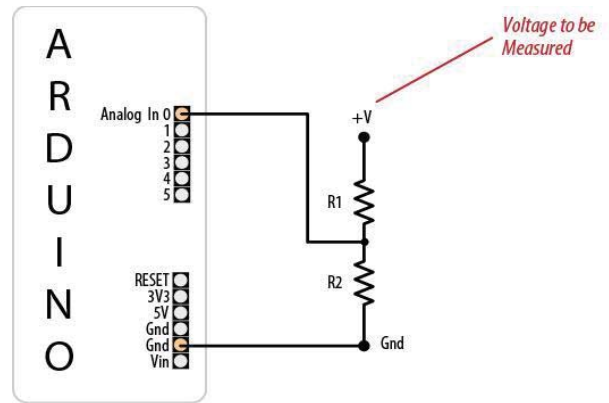 ARDUINO
Analog In 0
1
2
3
4
5
RESET
3V3
5V
Gnd
Gnd
Vin
Voltage to be
Measured
+V
R1
R2
Gnd